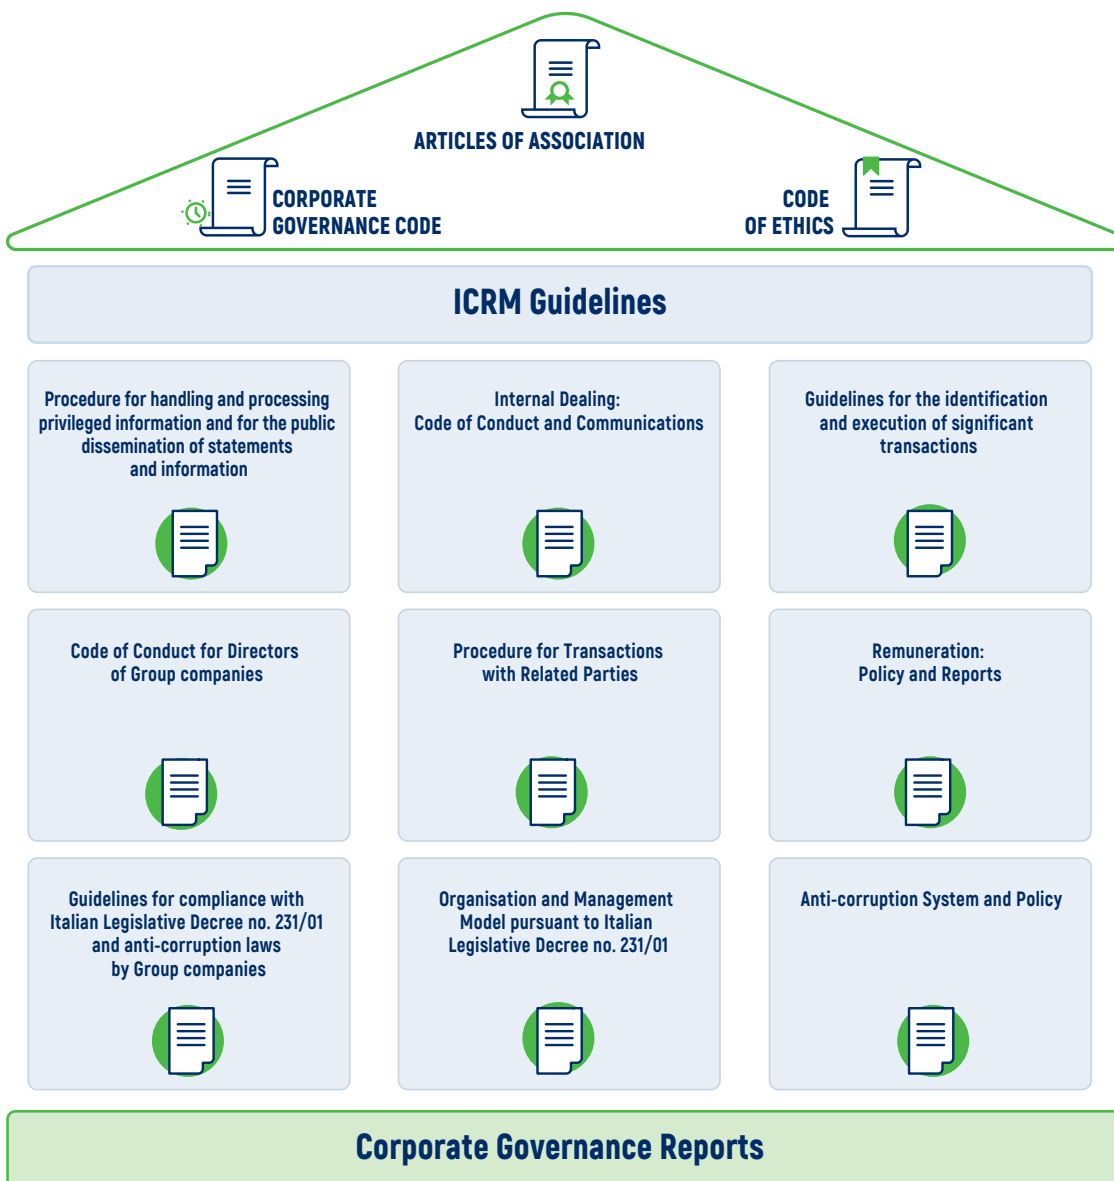 ARTICLES OF ASSOCIATION
CORPORATE
GOVERNANCE CODE
CODE
OF ETHICS
ICRM Guidelines
Procedure for handling and processing
privileged information and for the public
dissemination of statements
and information
Internal Dealing:
Code of Conduct and Communications
Guidelines for the identification
and execution of significant
transactions
Code of Conduct for Directors
of Group companies
Procedure for Transactions
with Related Parties
Remuneration:
Policy and Reports
Guidelines for compliance with
Italian Legislative Decree no. 231/01
and anti-corruption laws
by Group companies
Organisation and Management
Model pursuant to Italian
Legislative Decree no. 231/01
Anti-corruption System and Policy
Corporate Governance Reports